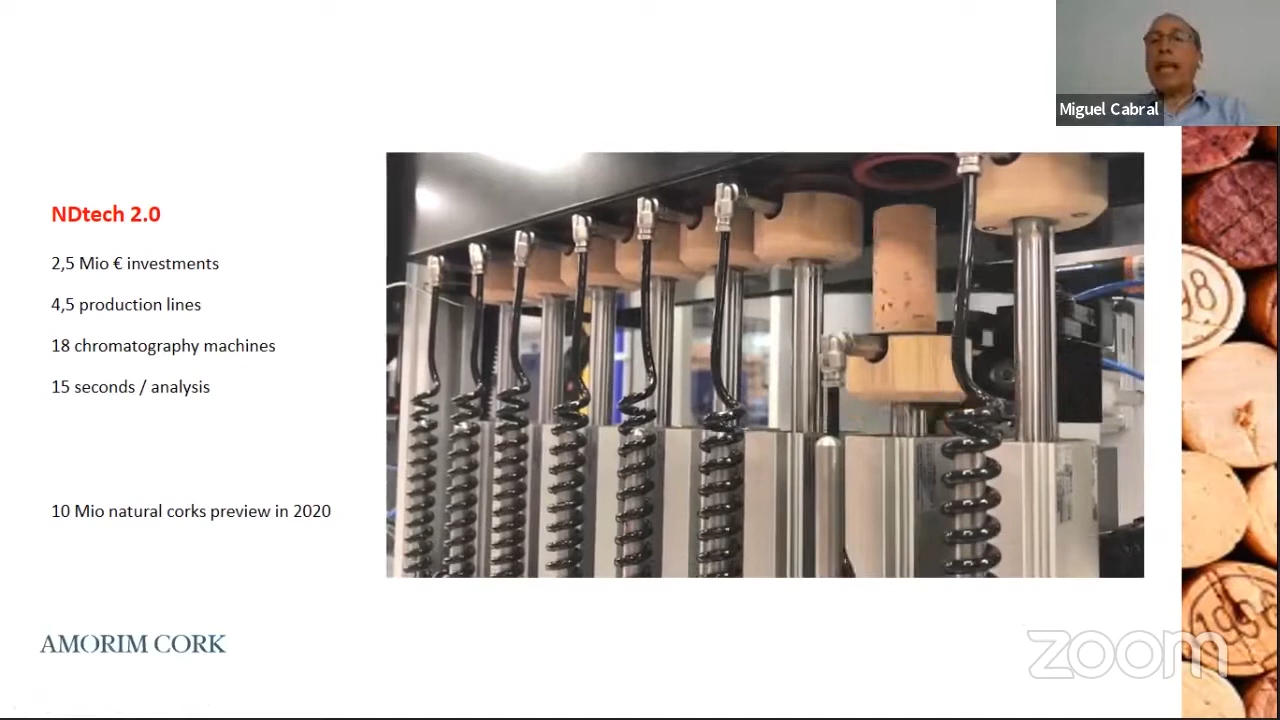 Miguel Cabral
NDtech 2.0
2,5 Mio € investments
4,5 production lines
18 chromatography machines
15 seconds / analysis
10 Mio natural corks preview in 2020
AMORIM CORK
zoom
98